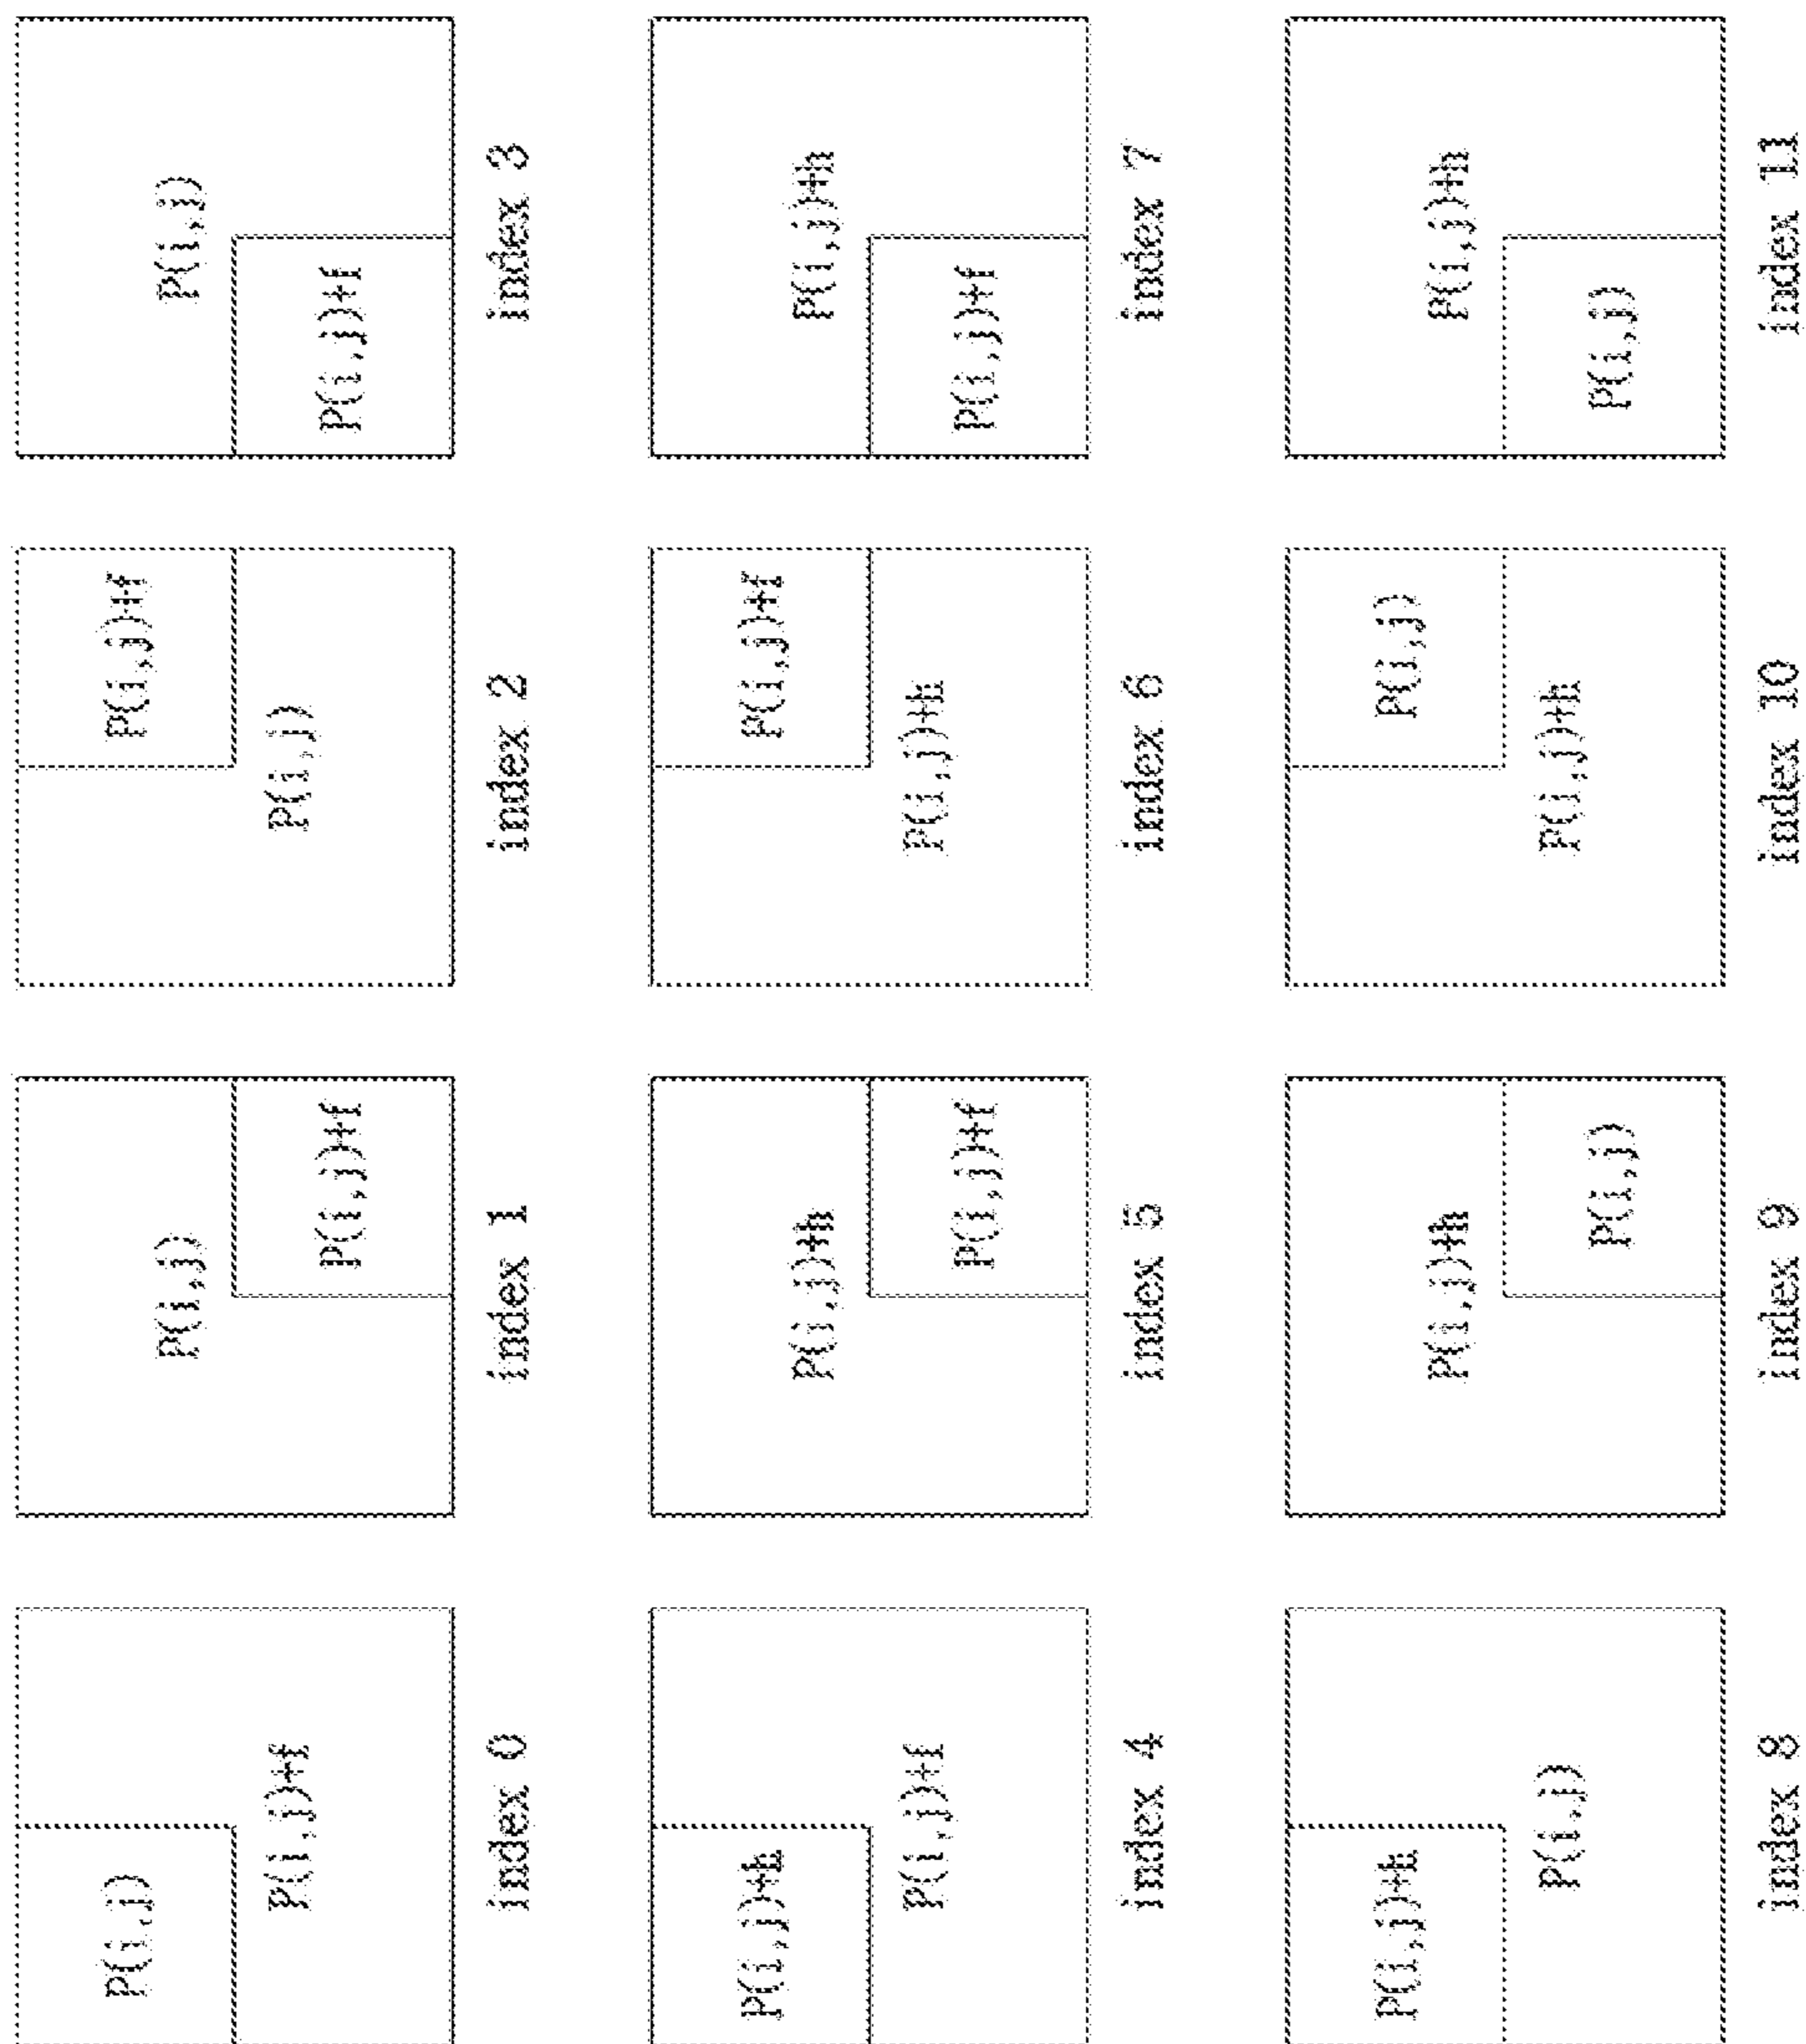 P(i,j)
P(i,j)+f
index 0
P(i,j)
P(i,j)+f
index 1
P(i,j)+f
P(i,j)
index 2
P(i,j)
P(i,j)+f
index 3
P(i,j)+h
P(i,j)+f
index 4
P(i,j)+h
P(i,j)+f
index 5
P(i,j)+f
P(i,j)+h
index 6
P(i,j)+h
P(i,j)+f
index 7
P(i,j)+h
P(i,j)
index 8
P(i,j)+h
P(i,j)
index 9
P(i,j)
P(i,j)+h
index 10
P(i,j)+h
P(i,j)
index 11